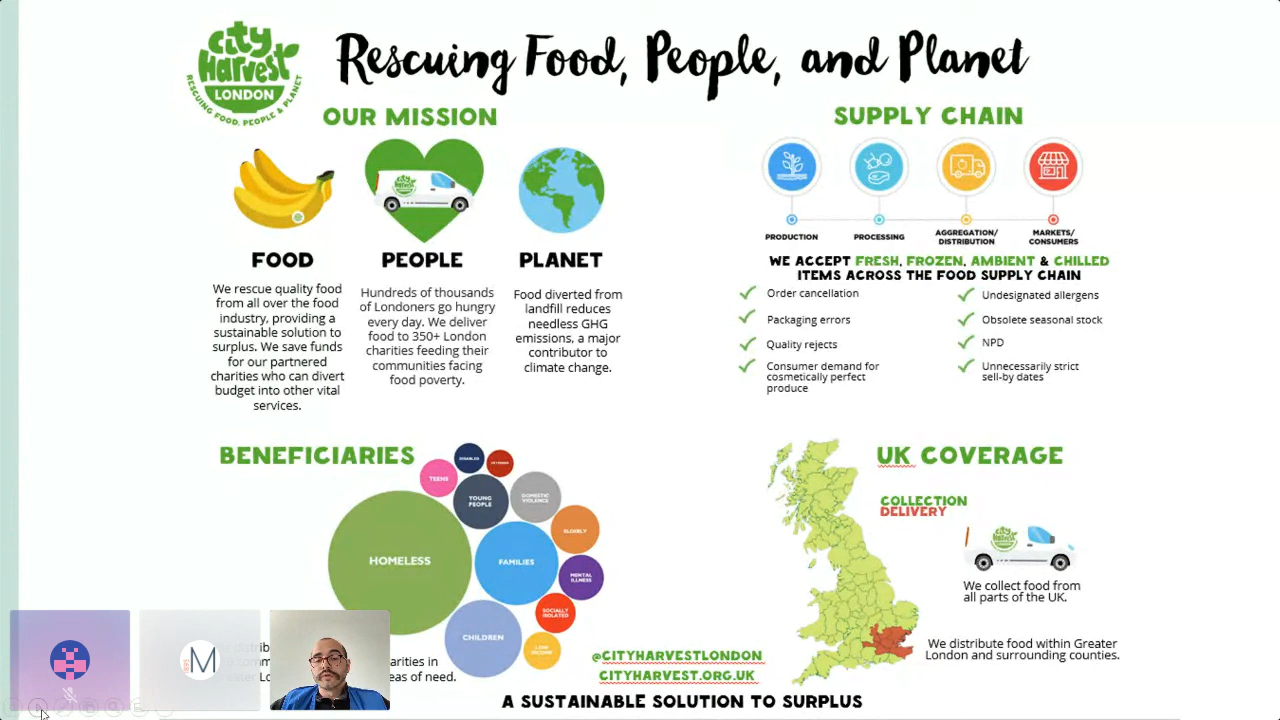 city
Harvest
LONDON
RESCUING FOOD, PEOPLE & PLANET
Rescuing Food, People, and Planet
OUR MISSION
FOOD
We rescue quality food
from all over the food
industry, providing a
sustainable solution to
surplus. We save funds
for our partnered
charities who can divert
budget into other vital
services.
PEOPLE
Hundreds of thousands
of Londoners go hungry
every day. We deliver
food to 350+ London
charities feeding their
communities facing
food poverty.
PLANET
Food diverted from
landfill reduces
needless GHG
emissions, a major
contributor to
climate change.
SUPPLY CHAIN
PRODUCTION
PROCESSING
AGGREGATION/
DISTRIBUTION
MARKETS/
CONSUMERS
WE ACCEPT FRESH, FROZEN, AMBIENT & CHILLED
ITEMS ACROSS THE FOOD SUPPLY CHAIN
Order cancellation
Packaging errors
Quality rejects
Consumer demand for
cosmetically perfect
produce
Undesignated allergens
Obsolete seasonal stock
NPD
Unnecessarily strict
sell-by dates
BENEFICIARIES
DISABLED
VETERANS
TEENS
YOUNG
PEOPLE
DOMESTIC
VIOLENCE
ELDERLY
HOMELESS
FAMILIES
MENTAL
ILLNESS
SOCIALLY
ISOLATED
CHILDREN
LOW
INCOME
arities in
eas of need.
M
UK COVERAGE
COLLECTION
DELIVERY
city
Harvest
We collect food from
all parts of the UK.
We distribute food within Greater
London and surrounding counties.
@CITYHARVESTLONDON
CITYHARVEST.ORG.UK
A SUSTAINABLE SOLUTION TO SURPLUS